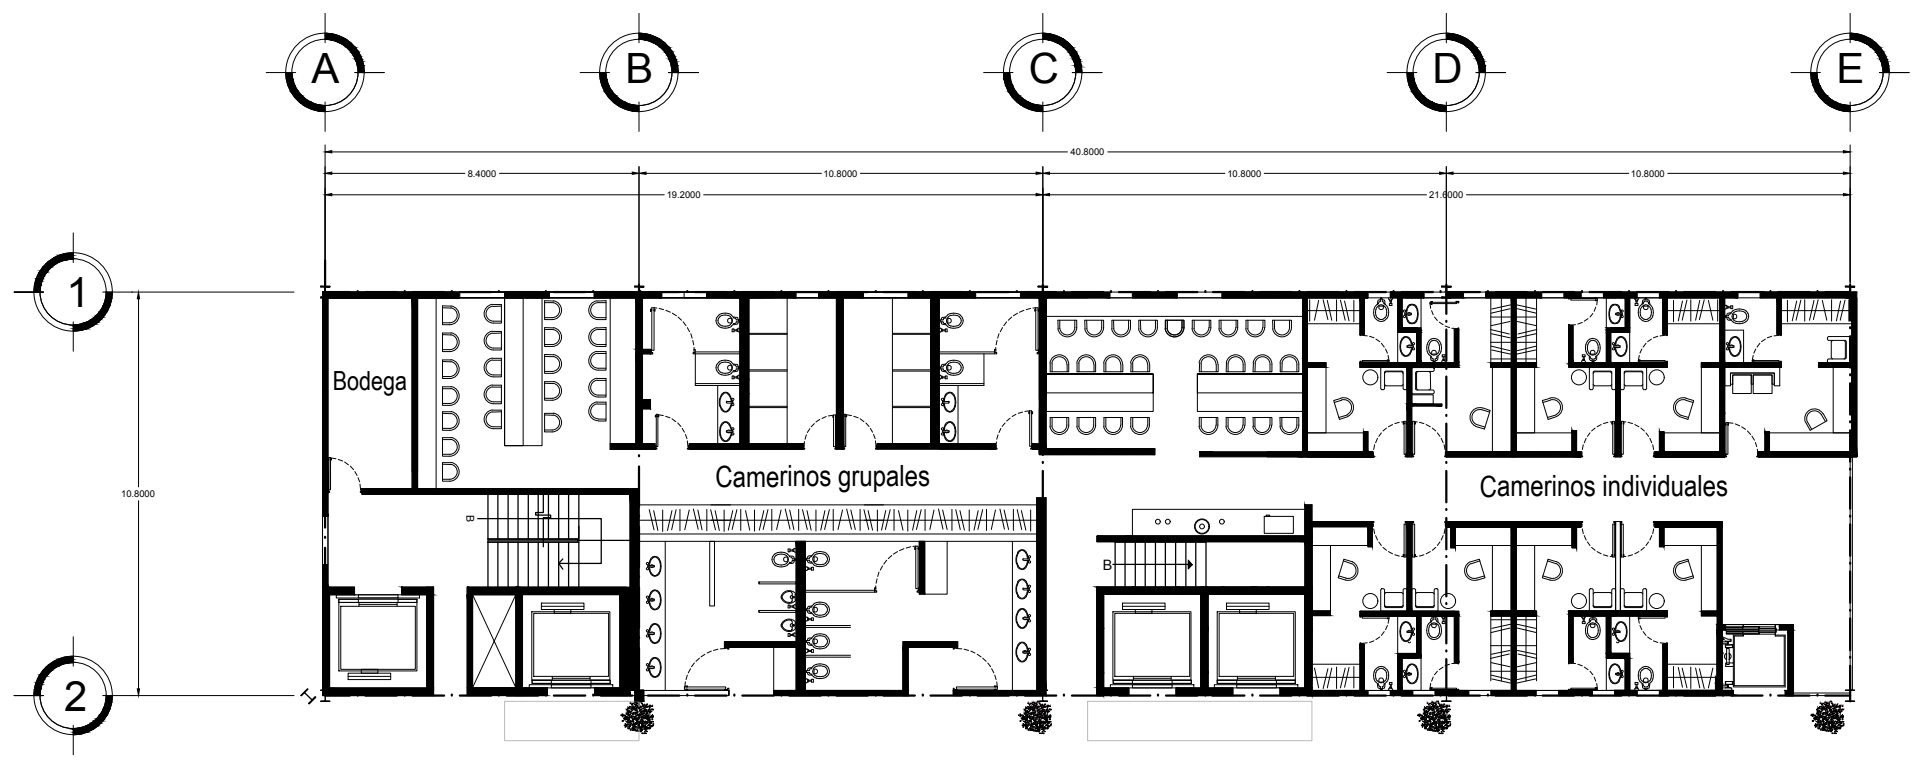 A B C D E
40.8000
8.4000 10.8000 10.8000 10.8000
19.2000 21.6000
1
Bodega
Camerinos grupales
Camerinos individuales
10.8000
B
B
2